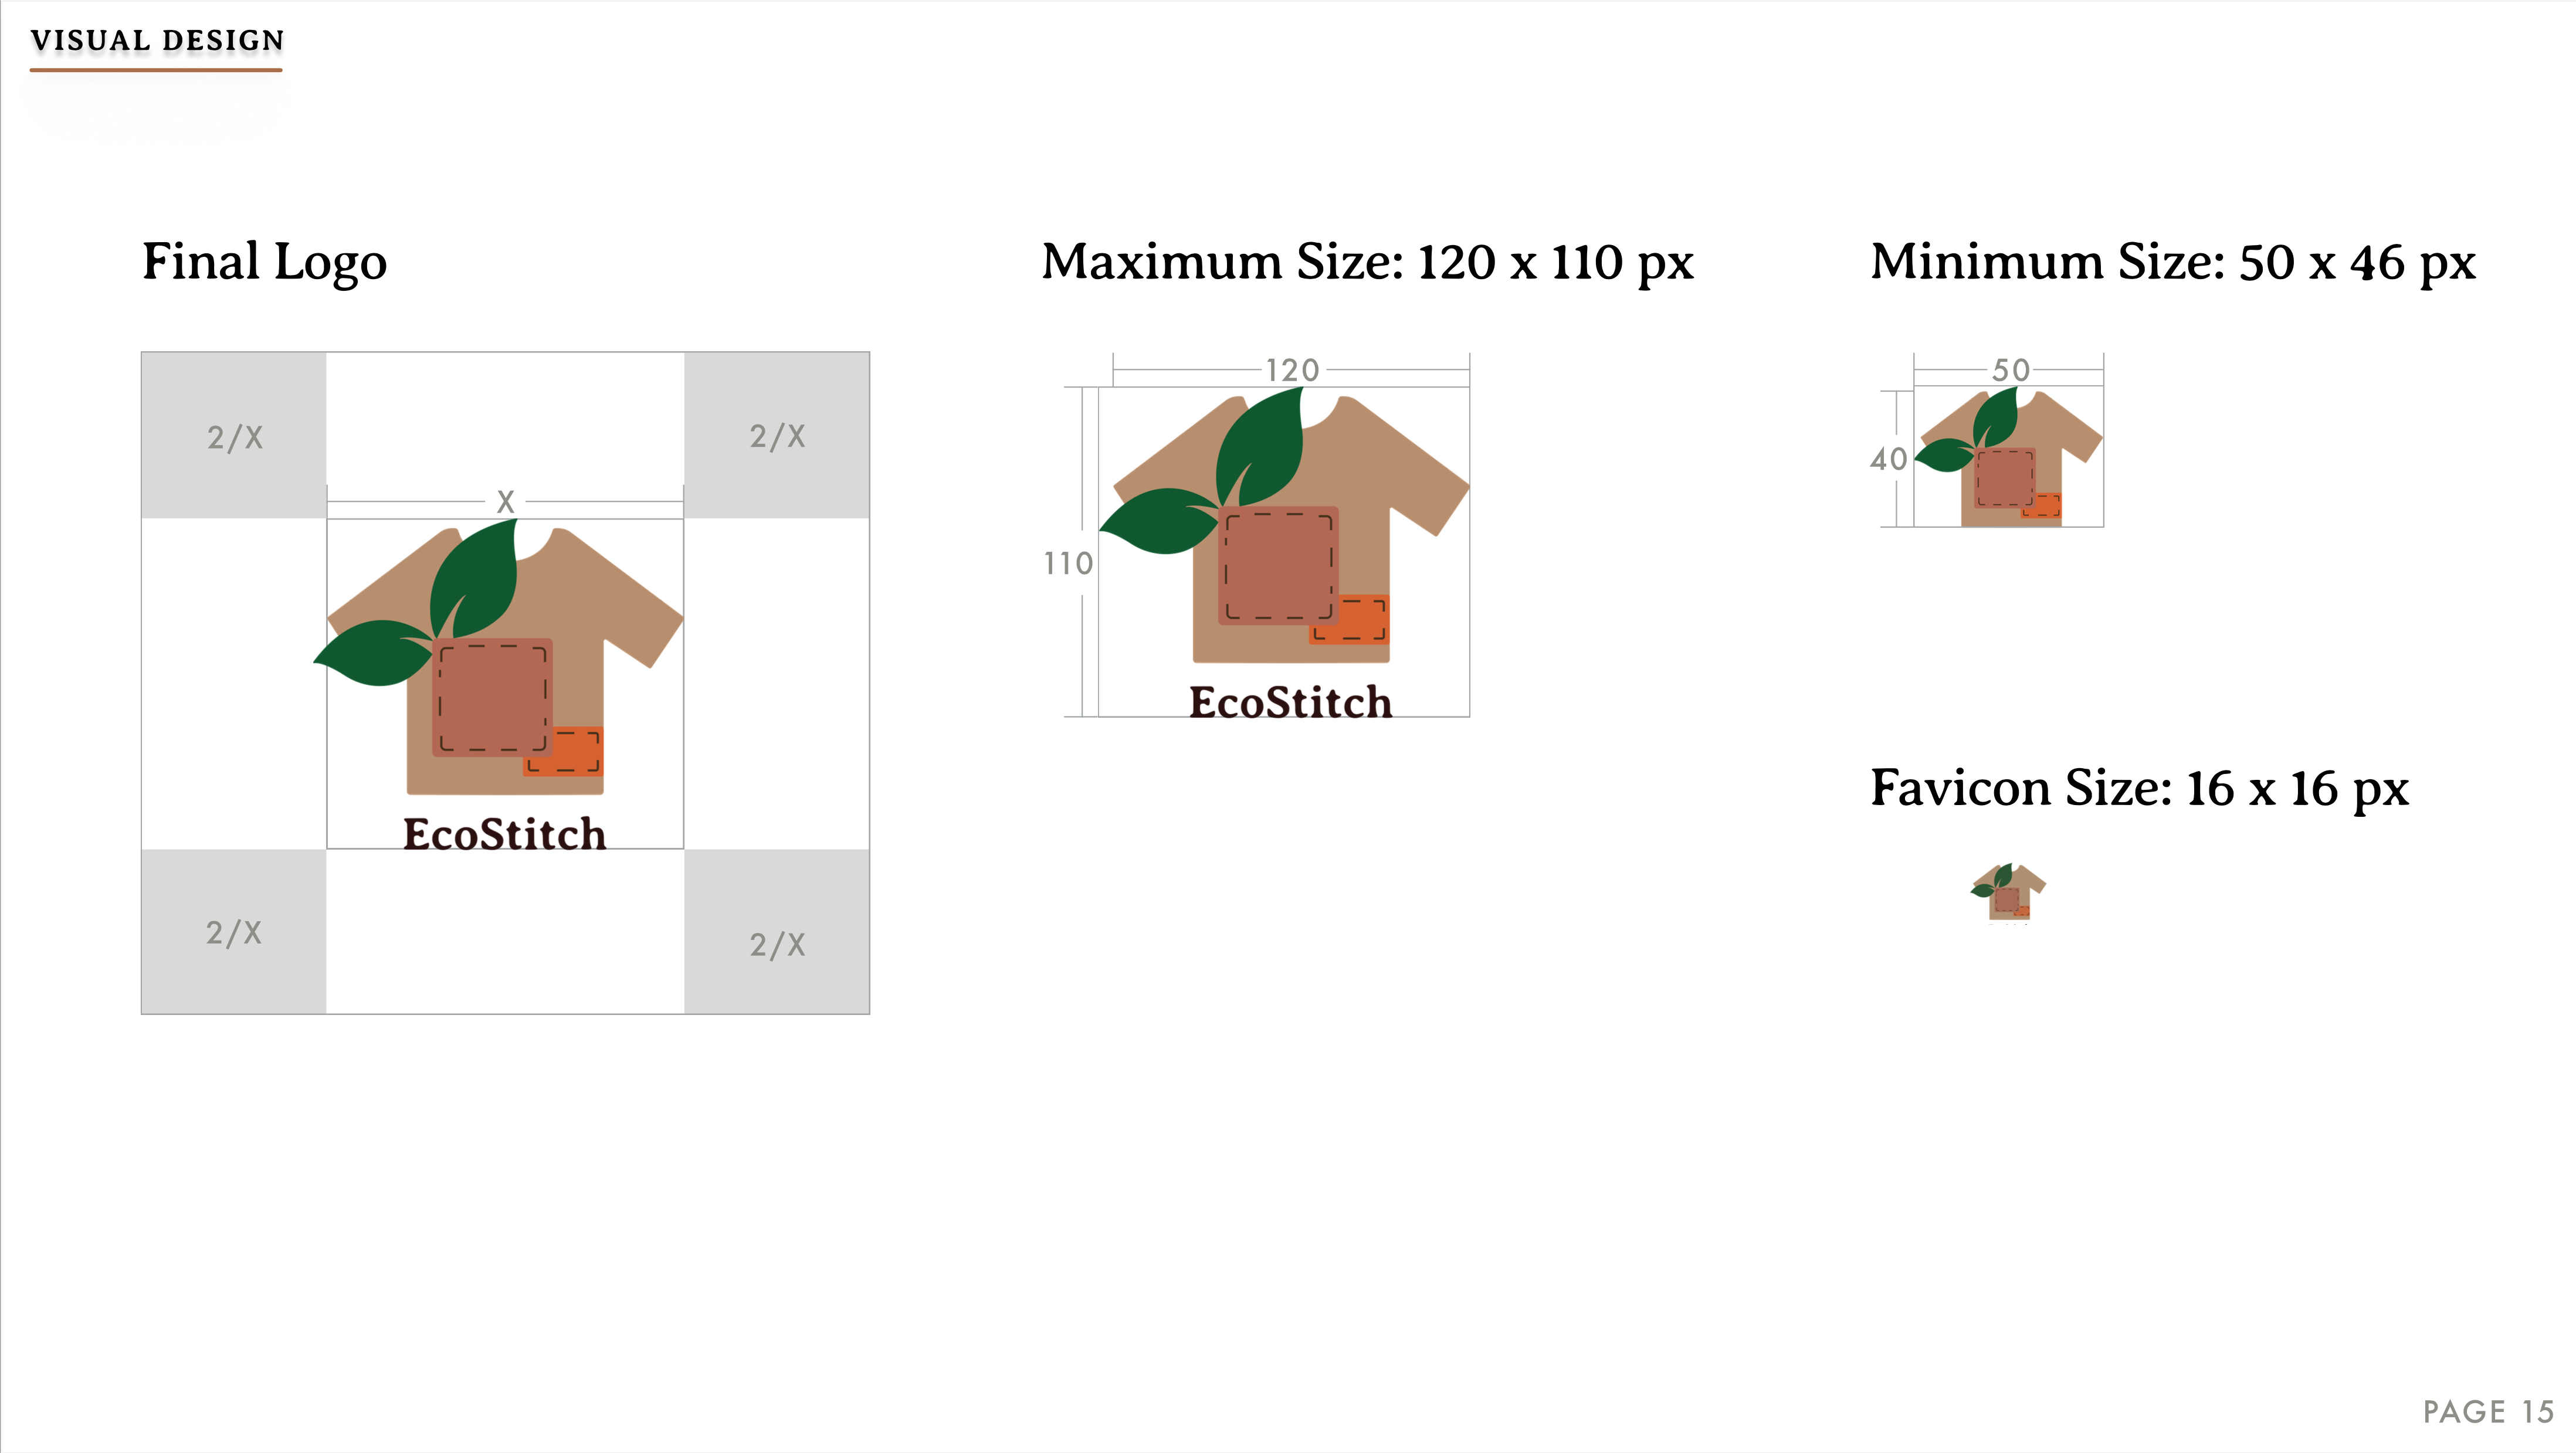 VISUAL DESIGN
Final Logo
2/X
2/X
X
EcoStitch
2/X
2/X
Maximum Size: 120 x 110 px
120
110
EcoStitch
Minimum Size: 50 x 46 px
50
40
Favicon Size: 16 x 16 px
PAGE 15